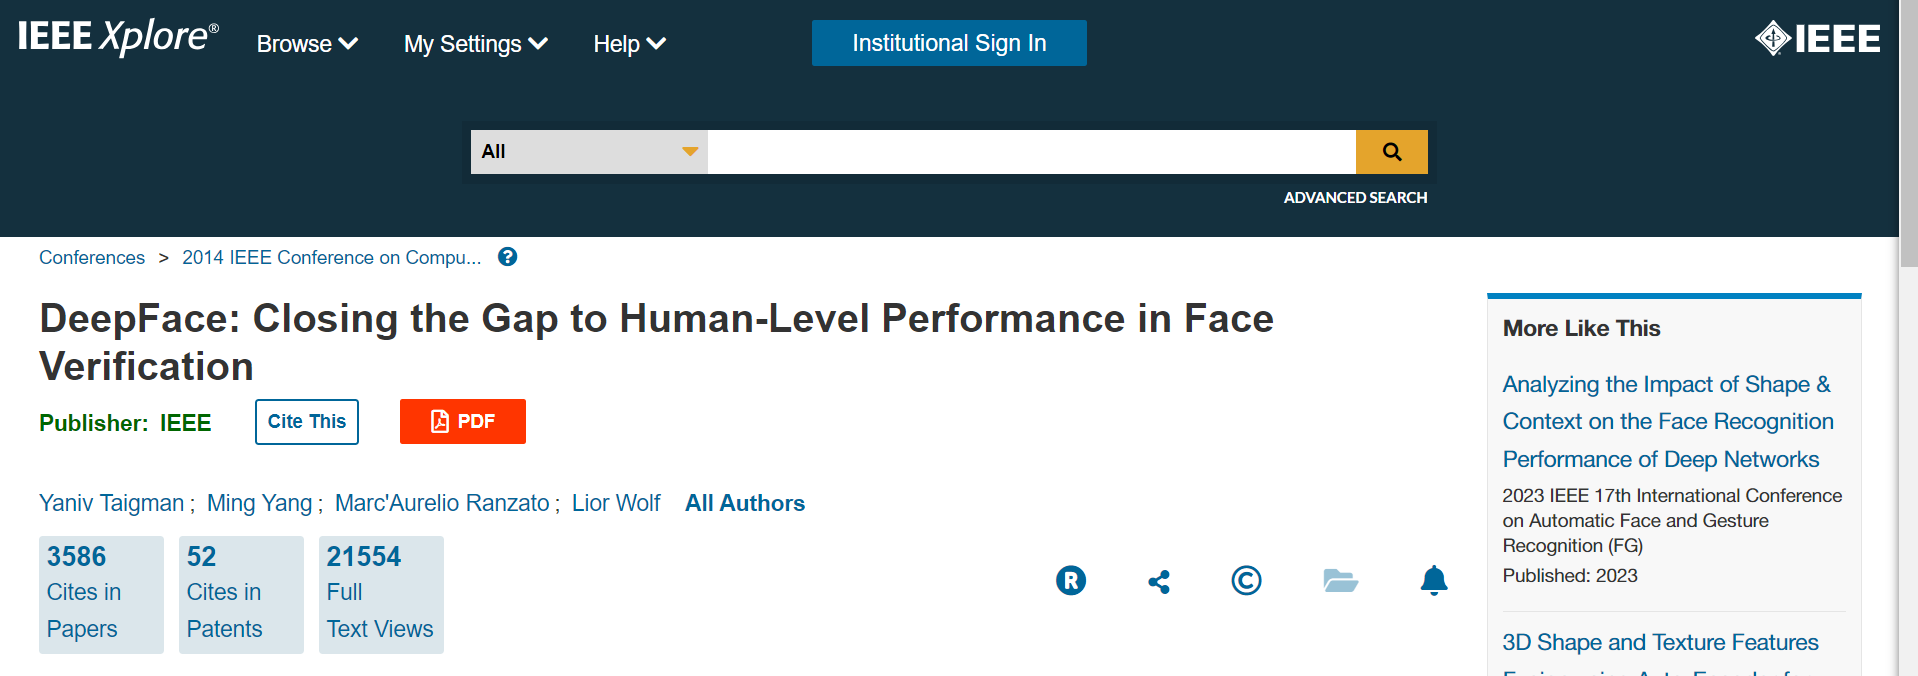 IEEE Xplore®
Browse
My Settings
Help
Institutional Sign In
IEEE
All
ADVANCED SEARCH
Conferences > 2014 IEEE Conference on Compu...
DeepFace: Closing the Gap to Human-Level Performance in Face
Verification
Publisher: IEEE
Cite This
PDF
Yaniv Taigman ; Ming Yang ; Marc'Aurelio Ranzato ; Lior Wolf All Authors
3586
Cites in
Papers
52
Cites in
Patents
21554
Full
Text Views
R
©
More Like This
Analyzing the Impact of Shape &
Context on the Face Recognition
Performance of Deep Networks
2023 IEEE 17th International Conference
on Automatic Face and Gesture
Recognition (FG)
Published: 2023
3D Shape and Texture Features